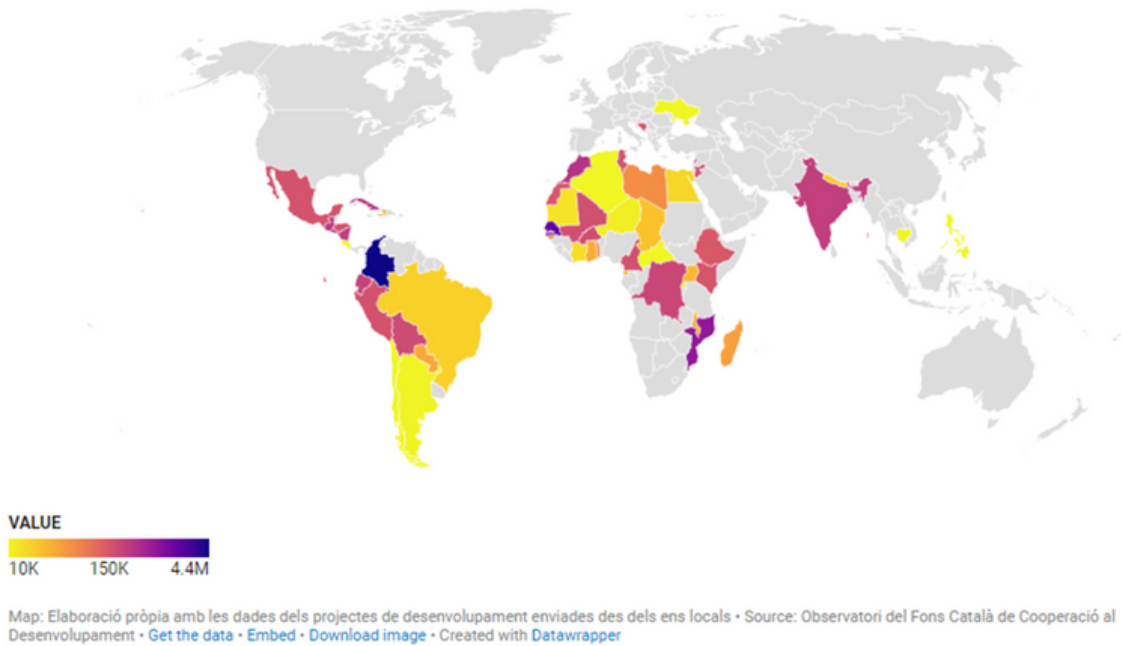 VALUE
10K 150K 4.4M
Map: Elaboració pròpia amb les dades dels projectes de desenvolupament enviades des dels ens locals • Source: Observatori del Fons Català de Cooperació al
Desenvolupament • Get the data • Embed • Download image • Created with Datawrapper